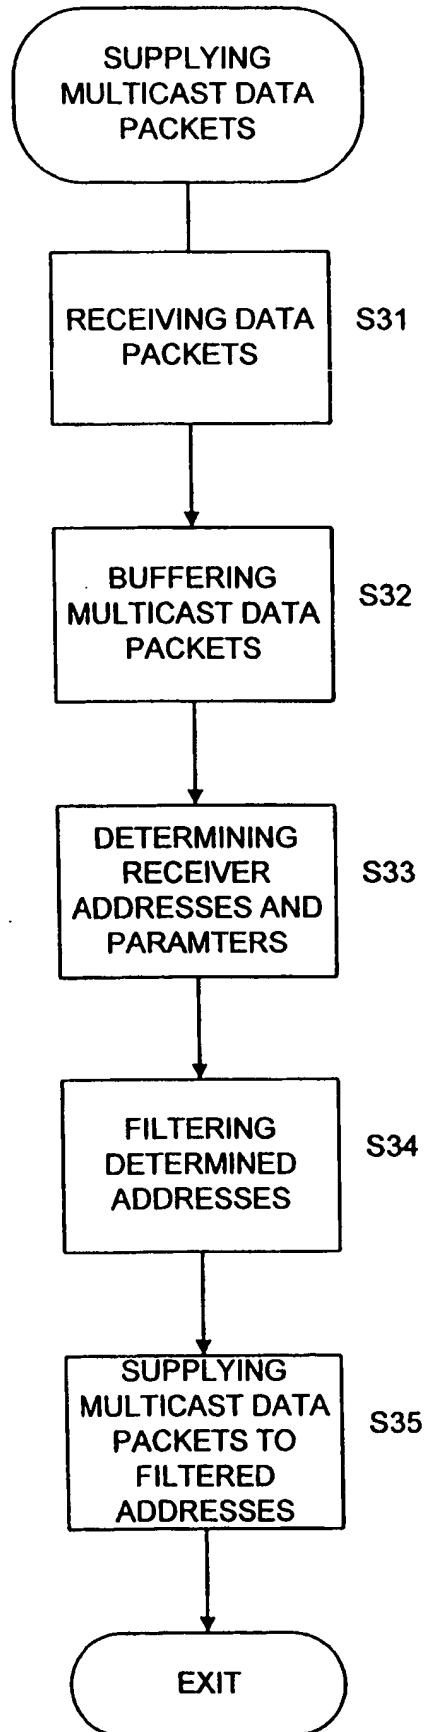 SUPPLYING
MULTICAST DATA
PACKETS
RECEIVING DATA
PACKETS
S31
BUFFERING
MULTICAST DATA
PACKETS
S32
DETERMINING
RECEIVER
ADDRESSES AND
PARAMTERS
S33
FILTERING
DETERMINED
ADDRESSES
S34
SUPPLYING
MULTICAST DATA
PACKETS TO
FILTERED
ADDRESSES
S35
EXIT